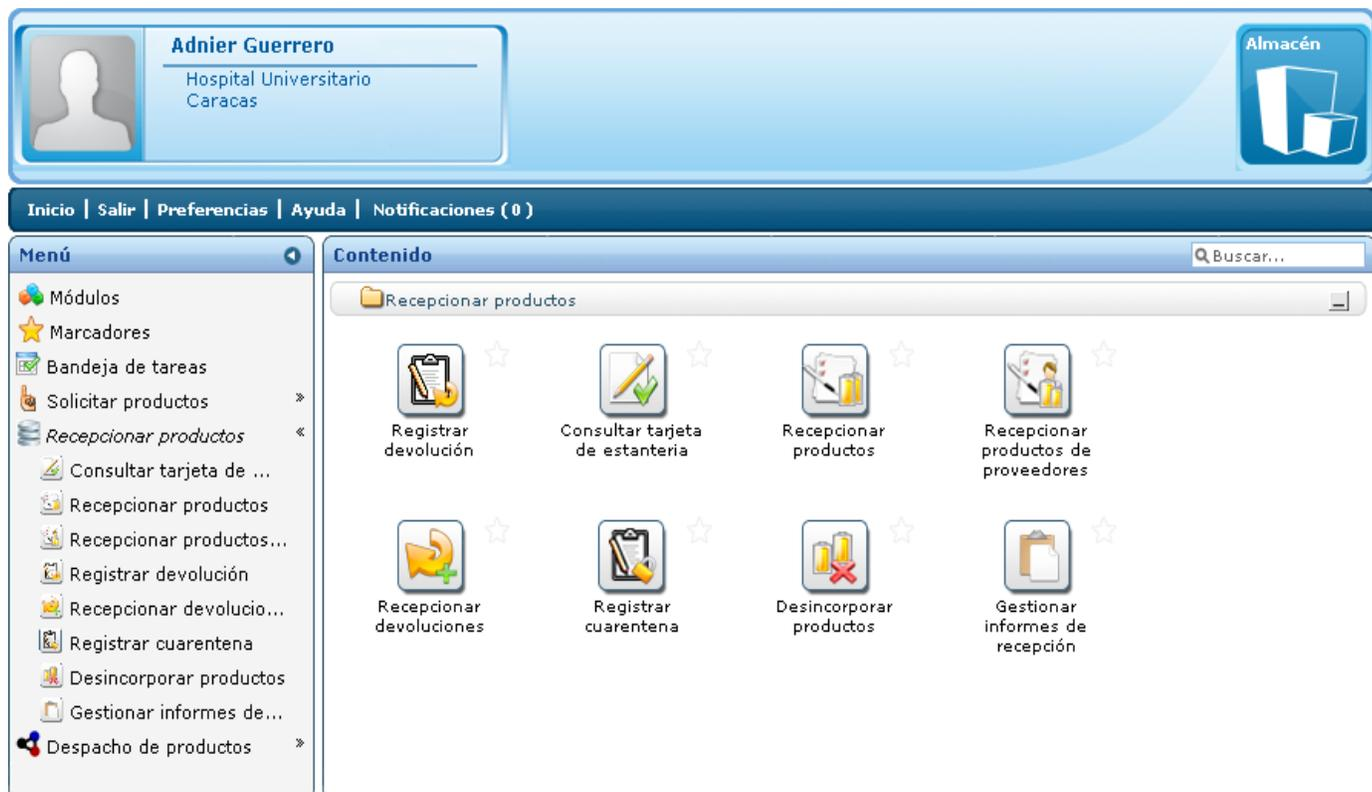 Adnier Guerrero
Hospital Universitario
Caracas
Almacén
Inicio | Salir | Preferencias | Ayuda | Notificaciones ( 0 )
Menú
Módulos
Marcadores
Bandeja de tareas
Solicitar productos »
Recepcionar productos «
Consultar tarjeta de ...
Recepcionar productos
Recepcionar productos...
Registrar devolución
Recepcionar devolucio...
Registrar cuarentena
Desincorporar productos
Gestionar informes de...
Despacho de productos »
Contenido
Buscar...
Recepcionar productos
Registrar
devolución
Consultar tarjeta
de estanteria
Recepcionar
productos
Recepcionar
productos de
proveedores
Recepcionar
devoluciones
Registrar
cuarentena
Desincorporar
productos
Gestionar
informes de
recepción